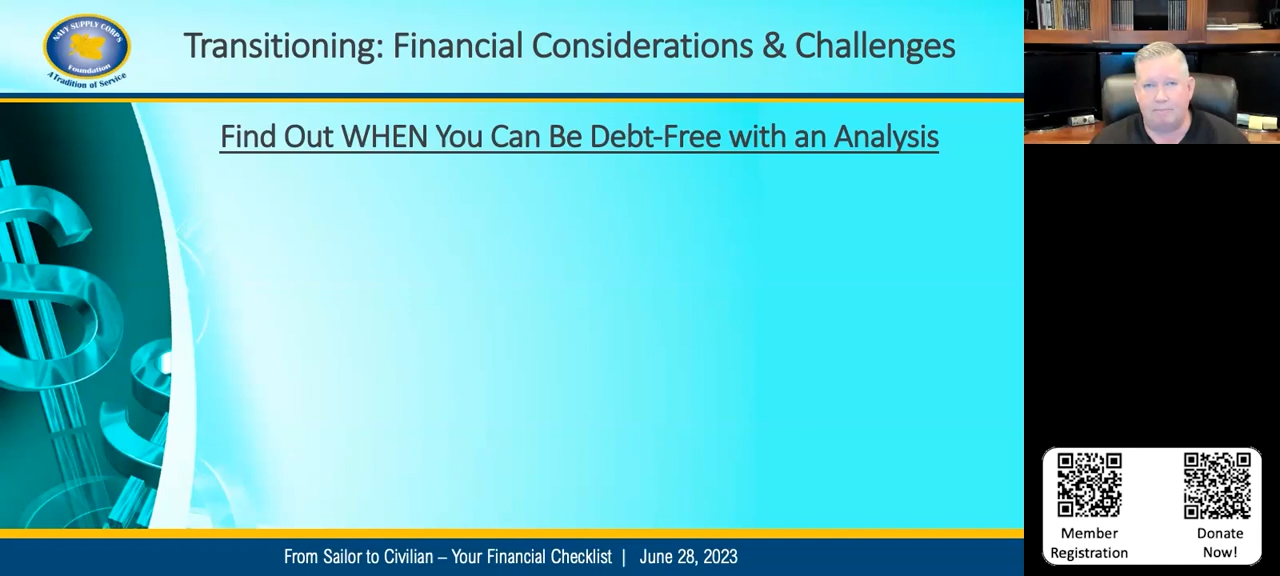 NAVY SUPPLY CORPS
Foundation
A Tradition of Service
Transitioning: Financial Considerations & Challenges
Find Out WHEN You Can Be Debt-Free with an Analysis
From Sailor to Civilian – Your Financial Checklist | June 28, 2023
Member
Registration
Donate
Now!